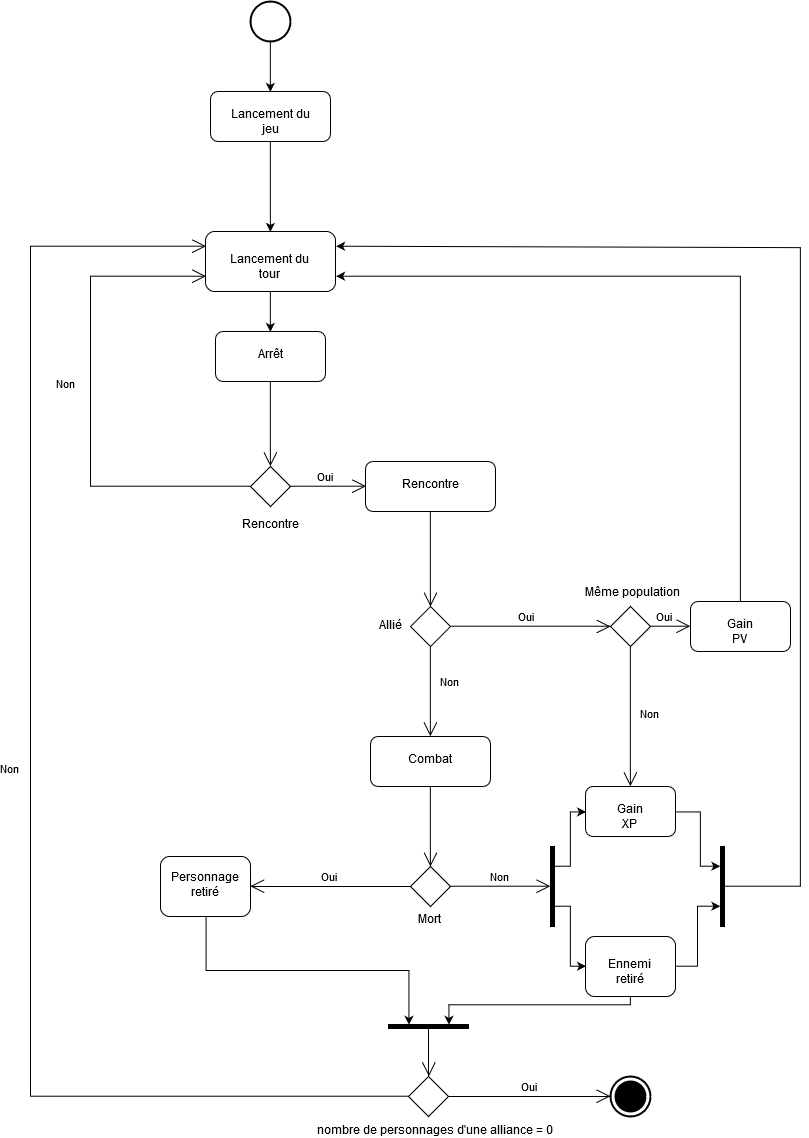 Lancement du
jeu
Lancement du
tour
Arrêt
Non
Oui
Rencontre
Rencontre
Même population
Allié
Oui
Oui
Gain
PV
Non
Non
Combat
Non
Gain
XP
Personnage
retiré
Oui
Non
Mort
Ennemi
retiré
Oui
nombre de personnages d'une alliance = 0